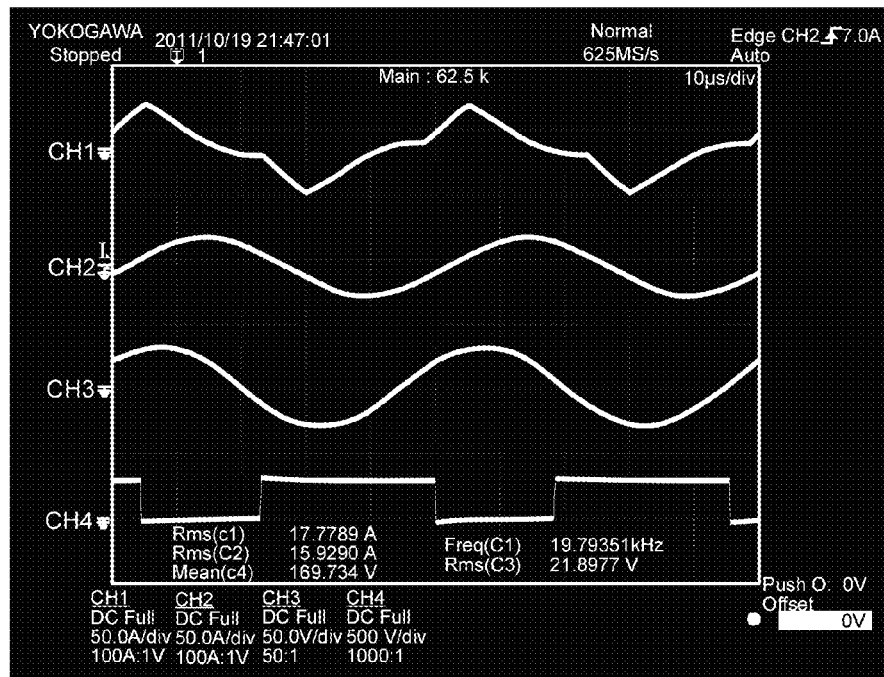 YOKOGAWA 2011/10/19 21:47:01 Normal Edge CH2 7.0A
Stopped 1 625MS/s Auto
Main : 62.5 k 10µs/div
CH1
CH2
CH3
CH4
Rms(c1) 17.7789 A
Rms(C2) 15.9290 A Freq(C1) 19.79351kHz
Mean(c4) 169.734 V Rms(C3) 21.8977 V
CH1 CH2 CH3 CH4 Push O: 0V
DC Full DC Full DC Full DC Full Offset
50.0A/div 50.0A/div 50.0V/div 500 V/div 0V
100A:1V 100A:1V 50:1 1000:1